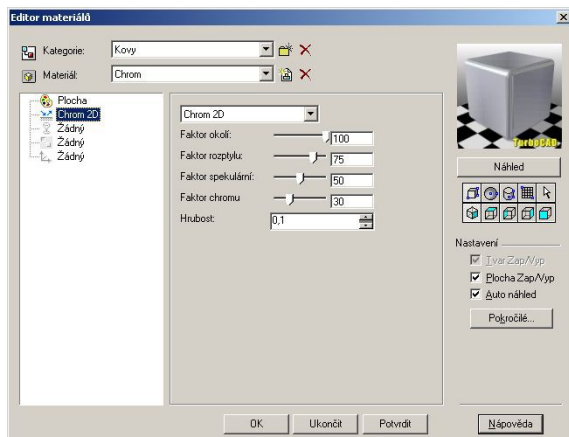 Editor materiálů
Kategorie: Kovy
Materiál: Chrom
Plocha
Chrom 2D
Žádný
Žádný
Žádný
Chrom 2D
Faktor okolí: 100
Faktor rozptylu: 75
Faktor spekulární: 50
Faktor chromu 30
Hrubost: 0,1
TurboCAD
Náhled
Nastavení
Tvar Zap/Vyp
Plocha Zap/Vyp
Auto náhled
Pokročilé...
OK Ukončit Potvrdit Nápověda